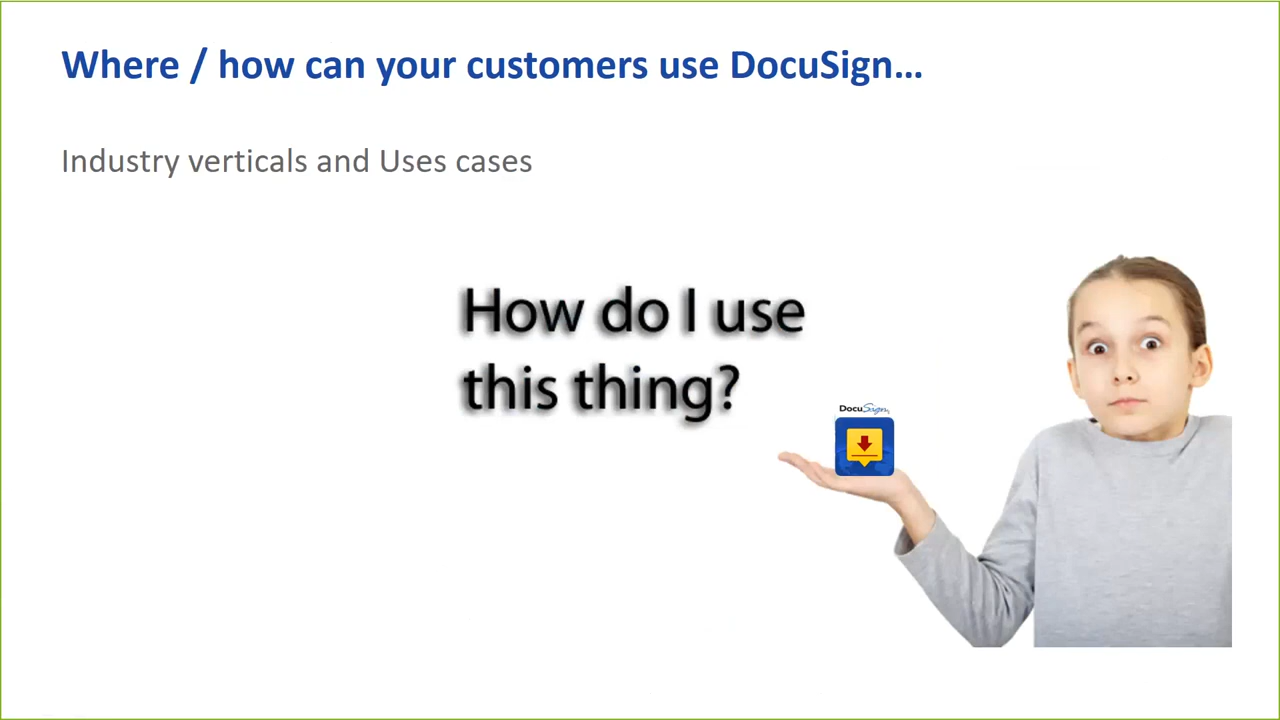 Where / how can your customers use DocuSign…
Industry verticals and Uses cases
How do I use
this thing?
DocuSign